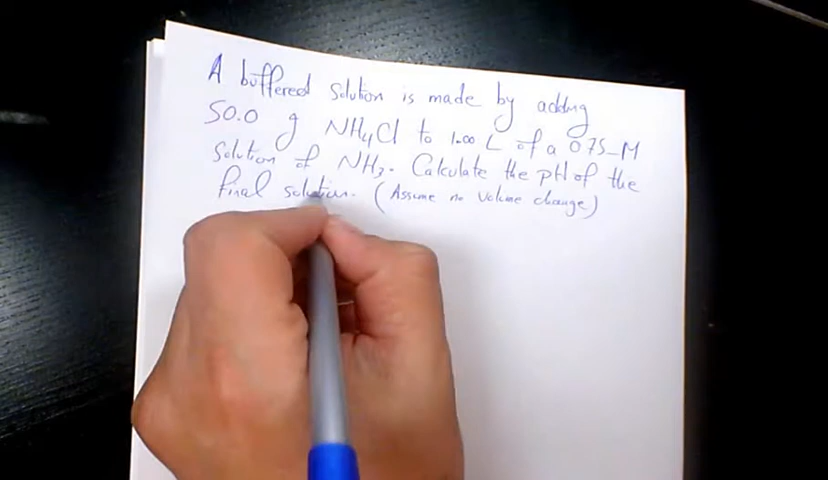 A buffered solution is made by adding
50.0 g NH4Cl to 1.00 L of a 0.75-M
solution of NH3. Calculate the pH of the
final solution. (Assume no volume change)